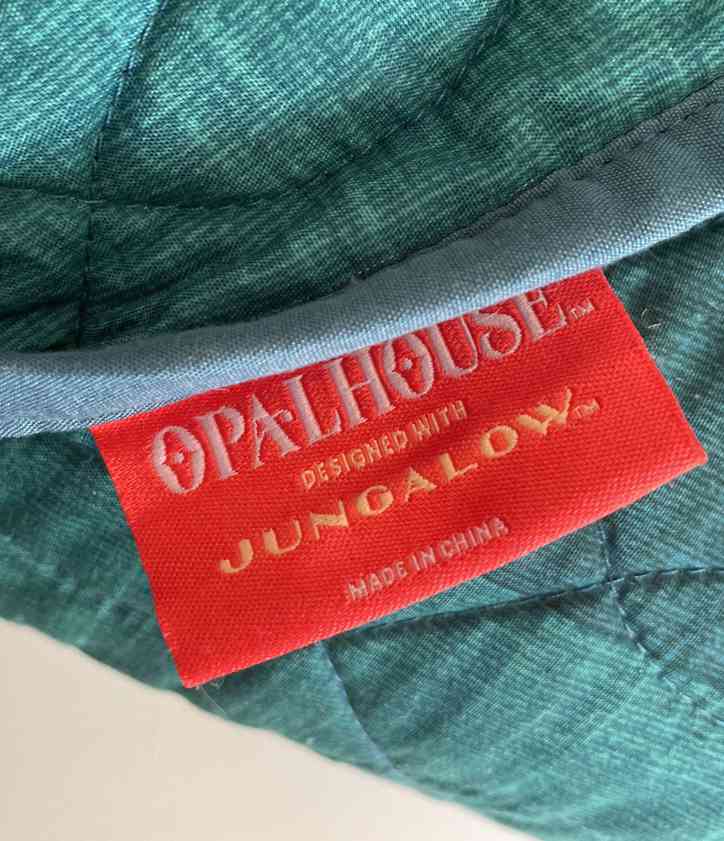 OPALHOUSE™
DESIGNED WITH
JUNGALOW™
MADE IN CHINA